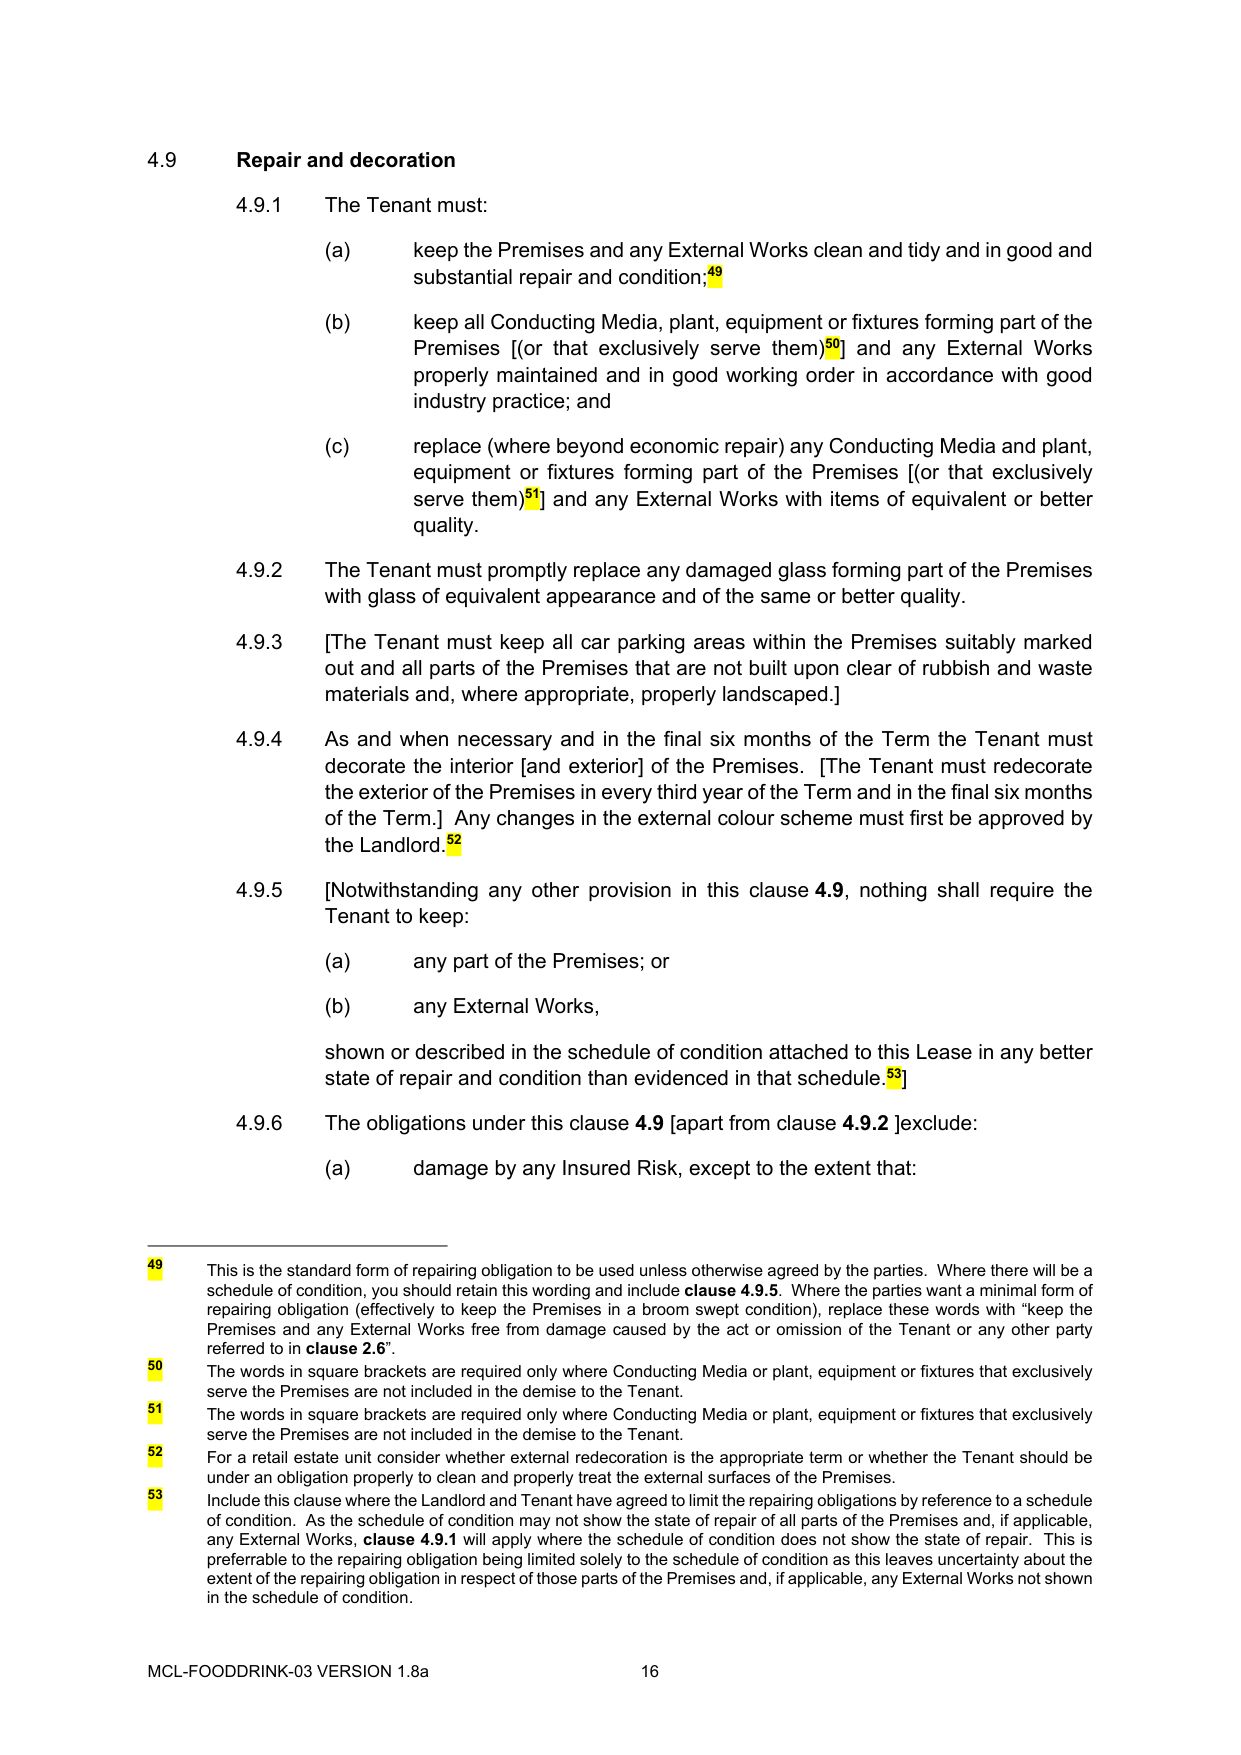 4.9 Repair and decoration
4.9.1 The Tenant must:
(a) keep the Premises and any External Works clean and tidy and in good and
substantial repair and condition;49
(b) keep all Conducting Media, plant, equipment or fixtures forming part of the
Premises [(or that exclusively serve them)50] and any External Works
properly maintained and in good working order in accordance with good
industry practice; and
(c) replace (where beyond economic repair) any Conducting Media and plant,
equipment or fixtures forming part of the Premises [(or that exclusively
serve them)51] and any External Works with items of equivalent or better
quality.
4.9.2 The Tenant must promptly replace any damaged glass forming part of the Premises
with glass of equivalent appearance and of the same or better quality.
4.9.3 [The Tenant must keep all car parking areas within the Premises suitably marked
out and all parts of the Premises that are not built upon clear of rubbish and waste
materials and, where appropriate, properly landscaped.]
4.9.4 As and when necessary and in the final six months of the Term the Tenant must
decorate the interior [and exterior] of the Premises. [The Tenant must redecorate
the exterior of the Premises in every third year of the Term and in the final six months
of the Term.] Any changes in the external colour scheme must first be approved by
the Landlord.52
4.9.5 [Notwithstanding any other provision in this clause 4.9, nothing shall require the
Tenant to keep:
(a) any part of the Premises; or
(b) any External Works,
shown or described in the schedule of condition attached to this Lease in any better
state of repair and condition than evidenced in that schedule.53]
4.9.6 The obligations under this clause 4.9 [apart from clause 4.9.2 ]exclude:
(a) damage by any Insured Risk, except to the extent that:
49 This is the standard form of repairing obligation to be used unless otherwise agreed by the parties. Where there will be a
schedule of condition, you should retain this wording and include clause 4.9.5. Where the parties want a minimal form of
repairing obligation (effectively to keep the Premises in a broom swept condition), replace these words with “keep the
Premises and any External Works free from damage caused by the act or omission of the Tenant or any other party
referred to in clause 2.6”.
50 The words in square brackets are required only where Conducting Media or plant, equipment or fixtures that exclusively
serve the Premises are not included in the demise to the Tenant.
51 The words in square brackets are required only where Conducting Media or plant, equipment or fixtures that exclusively
serve the Premises are not included in the demise to the Tenant.
52 For a retail estate unit consider whether external redecoration is the appropriate term or whether the Tenant should be
under an obligation properly to clean and properly treat the external surfaces of the Premises.
53 Include this clause where the Landlord and Tenant have agreed to limit the repairing obligations by reference to a schedule
of condition. As the schedule of condition may not show the state of repair of all parts of the Premises and, if applicable,
any External Works, clause 4.9.1 will apply where the schedule of condition does not show the state of repair. This is
preferrable to the repairing obligation being limited solely to the schedule of condition as this leaves uncertainty about the
extent of the repairing obligation in respect of those parts of the Premises and, if applicable, any External Works not shown
in the schedule of condition.
MCL-FOODDRINK-03 VERSION 1.8a 16